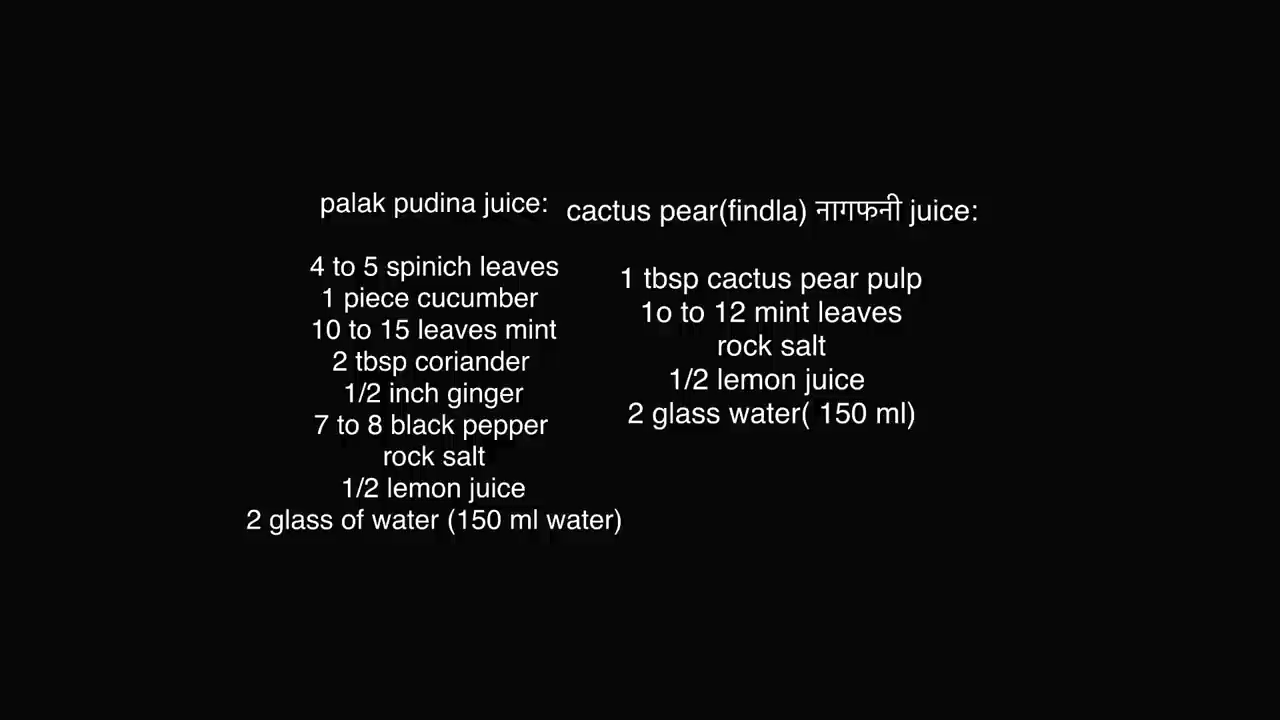 palak pudina juice:
4 to 5 spinich leaves
1 piece cucumber
10 to 15 leaves mint
2 tbsp coriander
1/2 inch ginger
7 to 8 black pepper
rock salt
1/2 lemon juice
2 glass of water (150 ml water)
cactus pear(findla) नागफनी juice:
1 tbsp cactus pear pulp
1o to 12 mint leaves
rock salt
1/2 lemon juice
2 glass water( 150 ml)